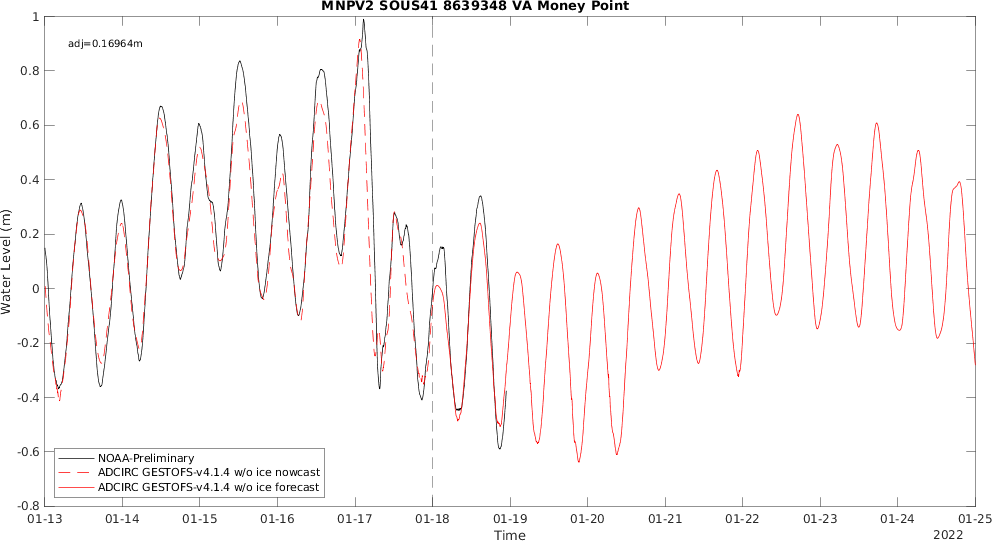 MNPV2 SOUS41 8639348 VA Money Point
adj=0.16964m
1
0.8
0.6
0.4
0.2
0
-0.2
-0.4
-0.6
-0.8
Water Level (m)
NOAA-Preliminary
ADCIRC GESTOFS-v4.1.4 w/o ice nowcast
ADCIRC GESTOFS-v4.1.4 w/o ice forecast
01-13 01-14 01-15 01-16 01-17 01-18 01-19 01-20 01-21 01-22 01-23 01-24 01-25
Time
2022